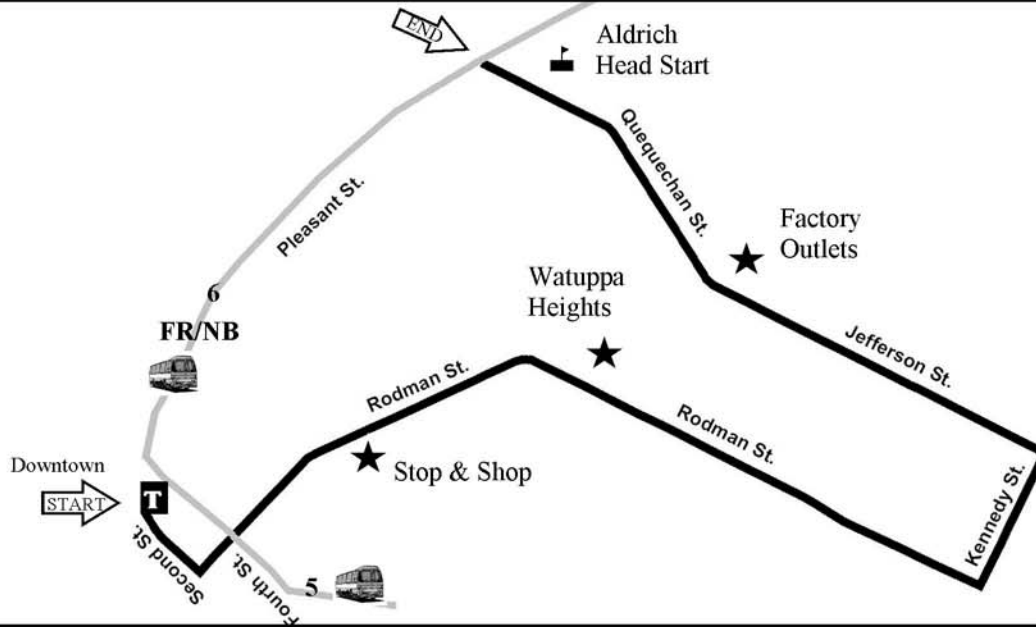 END
Aldrich
Head Start
Quequechan St.
Pleasant St.
Factory
Outlets
Watuppa
Heights
6
FR/NB
Jefferson St.
Rodman St.
Rodman St.
Downtown
START
T
Stop & Shop
Kennedy St.
Second St.
Fourth St.
5